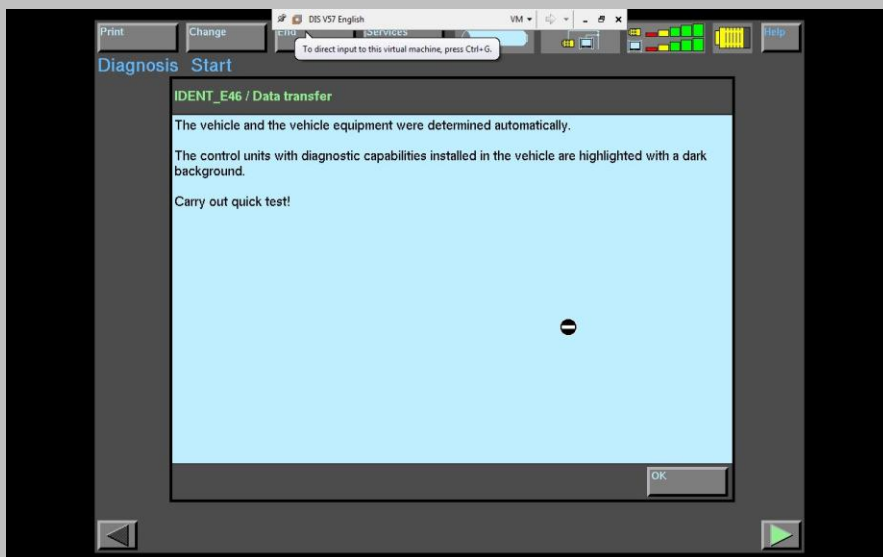 DIS V57 English
VM
Print
Change
End
Services
Help
To direct input to this virtual machine, press Ctrl+G.
Diagnosis Start
IDENT_E46 / Data transfer
The vehicle and the vehicle equipment were determined automatically.
The control units with diagnostic capabilities installed in the vehicle are highlighted with a dark
background.
Carry out quick test!
OK